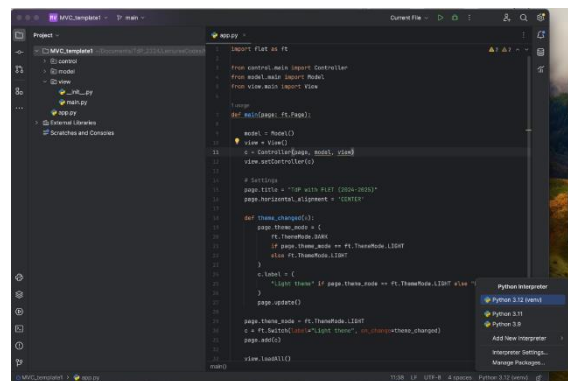 MV MVC_template1
main
Current File
Project
app.py
MVC_template1
control
model
view
__init__.py
main.py
app.py
External Libraries
Scratches and Consoles
import flet as ft
from control.main import Controller
from model.main import Model
from view.main import View
1 usage
def main(page: ft.Page):
model = Model()
view = View()
11
c = Controller(page, model, view)
view.setController(c)
# Settings
page.title = "TdP with FLET (2024-2025)"
page.horizontal_alignment = 'CENTER'
def theme_changed(e):
page.theme_mode = (
ft.ThemeMode.DARK
if page.theme_mode == ft.ThemeMode.LIGHT
else ft.ThemeMode.LIGHT
)
c.label = (
"Light theme" if page.theme_mode == ft.ThemeMode.LIGHT else
)
page.update()
page.theme_mode = ft.ThemeMode.LIGHT
c = ft.Switch(label="Light theme", on_change=theme_changed)
page.add(c)
view.loadAll()
main()
Python Interpreter
Python 3.12 (venv)
Python 3.11
Python 3.9
Add New Interpreter
Interpreter Settings...
Manage Packages...
MVC_template1 > app.py
11:38 LF UTF-8 4 spaces Python 3.12 (venv)